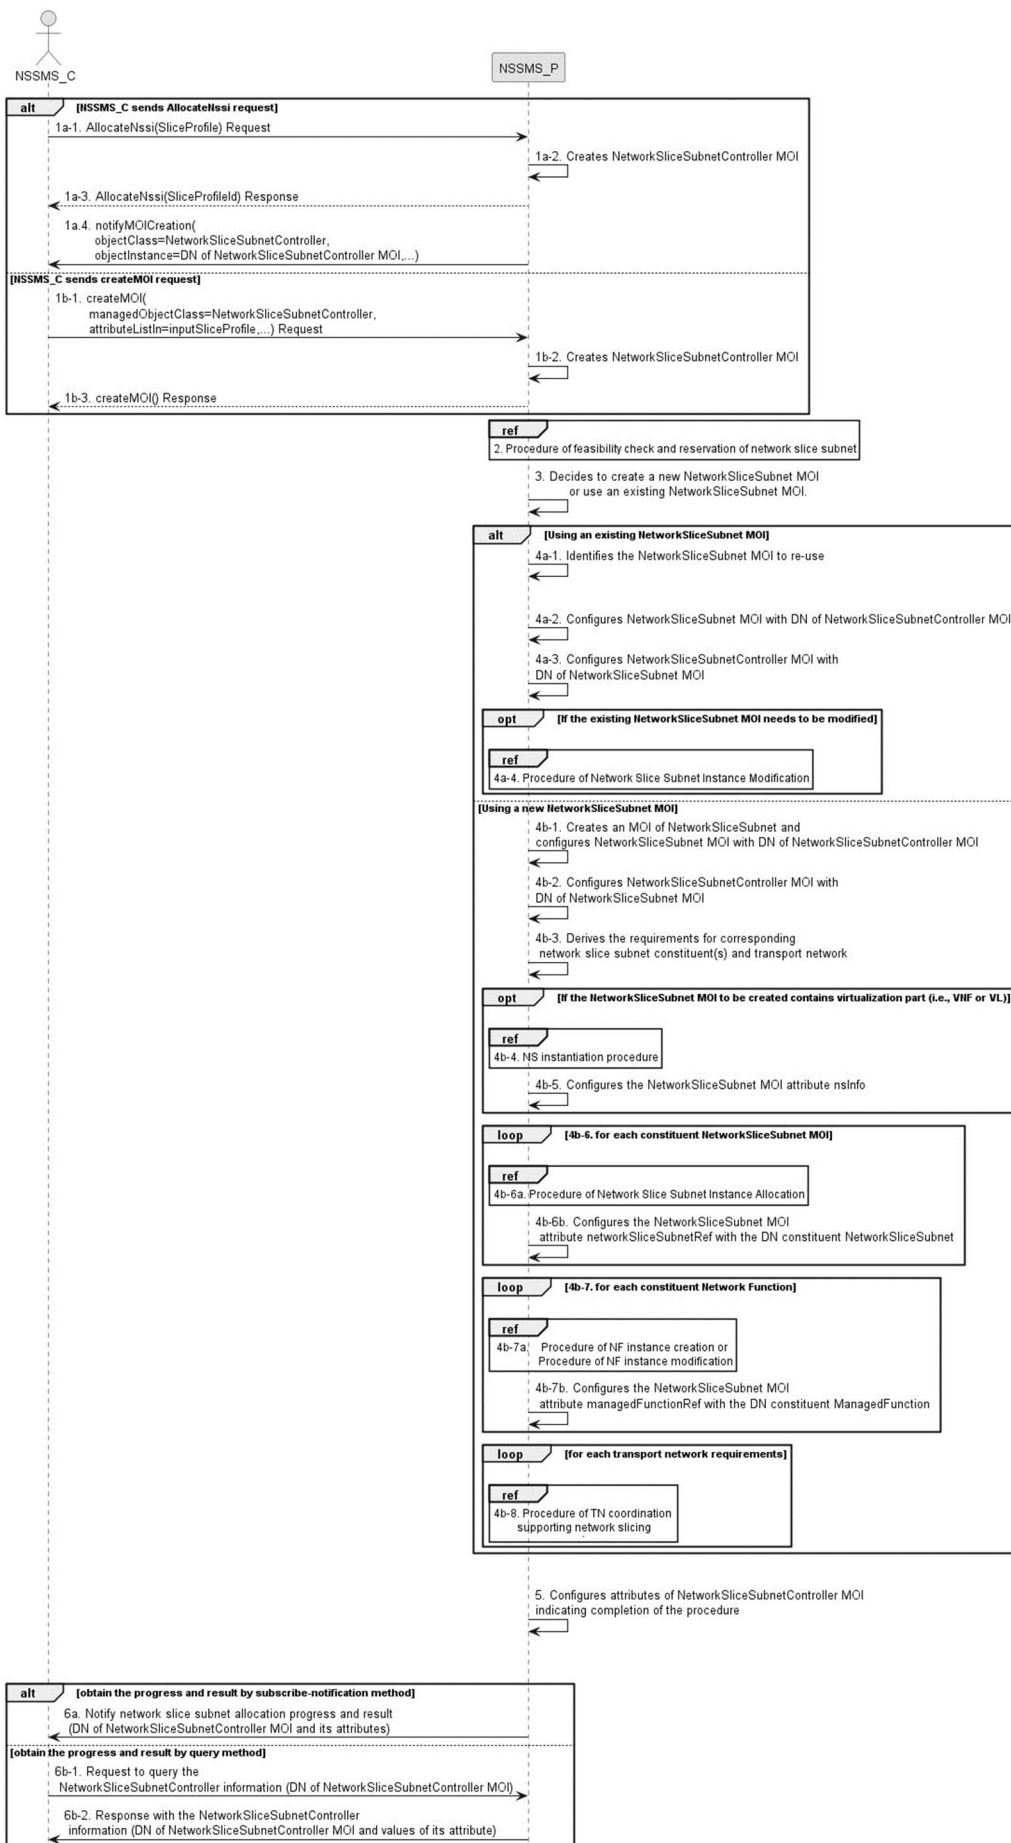 NSSMS_C
NSSMS_P
alt
[NSSMS_C sends AllocateNssi request]
1a-1. AllocateNssi(SliceProfile) Request
1a-2. Creates NetworkSliceSubnetController MOI
1a-3. AllocateNssi(SliceProfileId) Response
1a.4. notifyMOICreation(
objectClass=NetworkSliceSubnetController,
objectInstance=DN of NetworkSliceSubnetController MOI,...)
[NSSMS_C sends createMOI request]
1b-1. createMOI(
managedObjectClass=NetworkSliceSubnetController,
attributeListIn=inputSliceProfile,...) Request
1b-2. Creates NetworkSliceSubnetController MOI
1b-3. createMOI() Response
ref
2. Procedure of feasibility check and reservation of network slice subnet
3. Decides to create a new NetworkSliceSubnet MOI
or use an existing NetworkSliceSubnet MOI.
alt
[Using an existing NetworkSliceSubnet MOI]
4a-1. Identifies the NetworkSliceSubnet MOI to re-use
4a-2. Configures NetworkSliceSubnet MOI with DN of NetworkSliceSubnetController MOI
4a-3. Configures NetworkSliceSubnetController MOI with
DN of NetworkSliceSubnet MOI
opt
[If the existing NetworkSliceSubnet MOI needs to be modified]
ref
4a-4. Procedure of Network Slice Subnet Instance Modification
[Using a new NetworkSliceSubnet MOI]
4b-1. Creates an MOI of NetworkSliceSubnet and
configures NetworkSliceSubnet MOI with DN of NetworkSliceSubnetController MOI
4b-2. Configures NetworkSliceSubnetController MOI with
DN of NetworkSliceSubnet MOI
4b-3. Derives the requirements for corresponding
network slice subnet constituent(s) and transport network
opt
[If the NetworkSliceSubnet MOI to be created contains virtualization part (i.e., VNF or VL)]
ref
4b-4. NS instantiation procedure
4b-5. Configures the NetworkSliceSubnet MOI attribute nsInfo
loop
[4b-6. for each constituent NetworkSliceSubnet MOI]
ref
4b-6a. Procedure of Network Slice Subnet Instance Allocation
4b-6b. Configures the NetworkSliceSubnet MOI
attribute networkSliceSubnetRef with the DN constituent NetworkSliceSubnet
loop
[4b-7. for each constituent Network Function]
ref
4b-7a. Procedure of NF instance creation or
Procedure of NF instance modification
4b-7b. Configures the NetworkSliceSubnet MOI
attribute managedFunctionRef with the DN constituent ManagedFunction
loop
[for each transport network requirements]
ref
4b-8. Procedure of TN coordination
supporting network slicing
.
5. Configures attributes of NetworkSliceSubnetController MOI
indicating completion of the procedure
alt
[obtain the progress and result by subscribe-notification method]
6a. Notify network slice subnet allocation progress and result
(DN of NetworkSliceSubnetController MOI and its attributes)
[obtain the progress and result by query method]
6b-1. Request to query the
NetworkSliceSubnetController information (DN of NetworkSliceSubnetController MOI)
6b-2. Response with the NetworkSliceSubnetController
information (DN of NetworkSliceSubnetController MOI and values of its attribute)